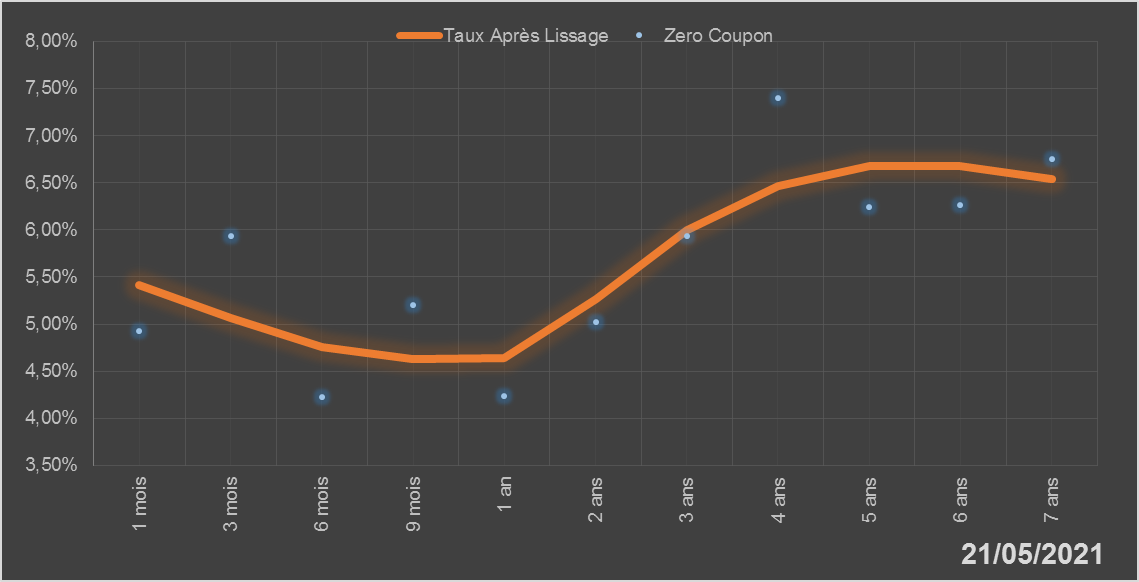 Taux Après Lissage Zero Coupon
8,00%
7,50%
7,00%
6,50%
6,00%
5,50%
5,00%
4,50%
4,00%
3,50%
1 mois
3 mois
6 mois
9 mois
1 an
2 ans
3 ans
4 ans
5 ans
6 ans
7 ans
21/05/2021